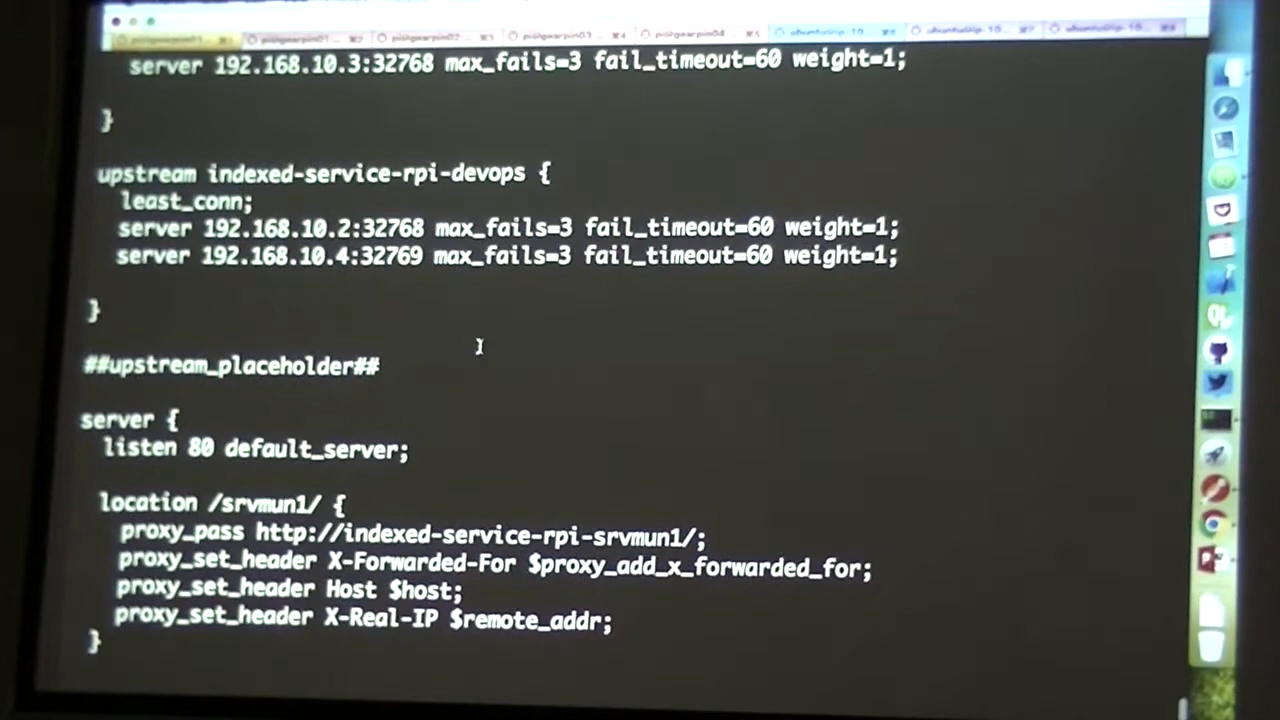 server 192.168.10.3:32768 max_fails=3 fail_timeout=60 weight=1;
}
upstream indexed-service-rpi-devops {
least_conn;
server 192.168.10.2:32768 max_fails=3 fail_timeout=60 weight=1;
server 192.168.10.4:32769 max_fails=3 fail_timeout=60 weight=1;
}
##upstream_placeholder##
server {
listen 80 default_server;
location /srvmun1/ {
proxy_pass http://indexed-service-rpi-srvmun1/;
proxy_set_header X-Forwarded-For $proxy_add_x_forwarded_for;
proxy_set_header Host $host;
proxy_set_header X-Real-IP $remote_addr;
}